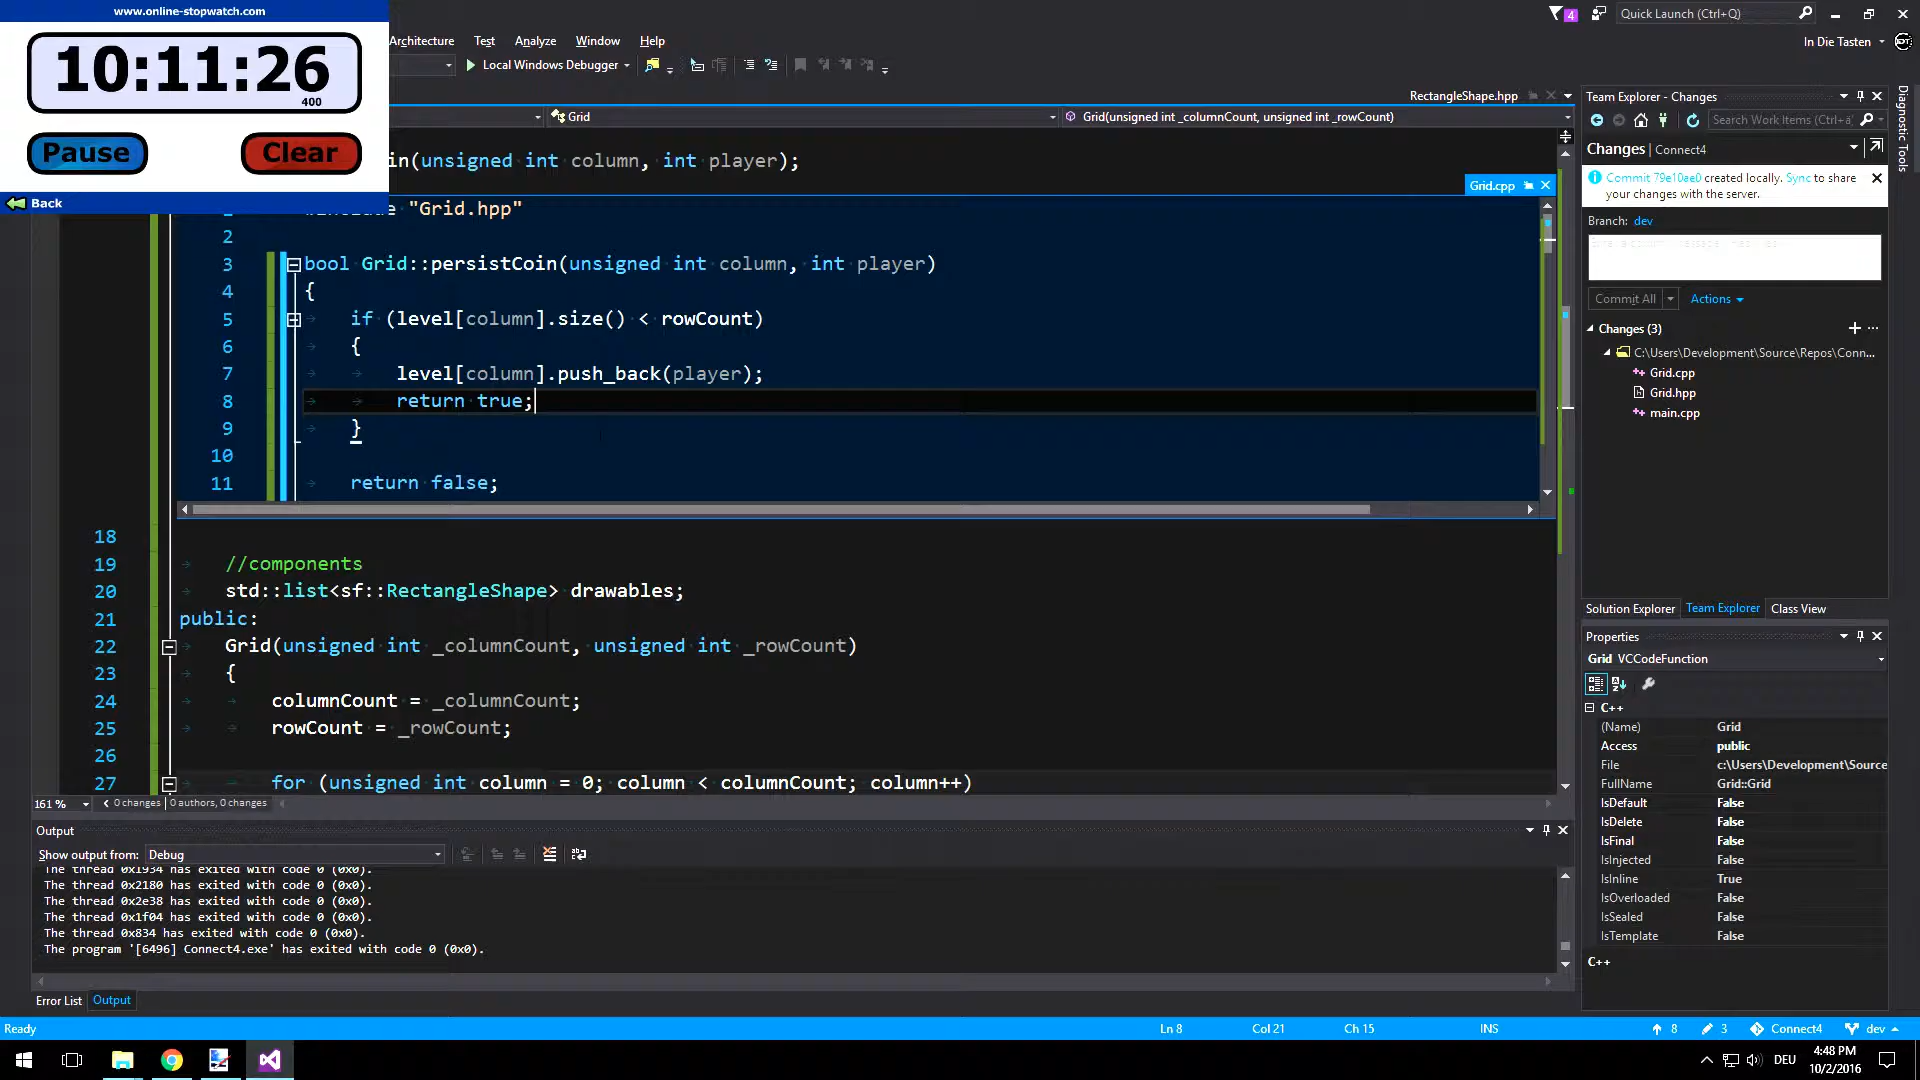 www.online-stopwatch.com
10:11:26
400
Pause
Clear
Back
Architecture
Test
Analyze
Window
Help
4
Quick Launch (Ctrl+Q)
In Die Tasten
Local Windows Debugger
RectangleShape.hpp
Grid
Grid(unsigned int _columnCount, unsigned int _rowCount)
in(unsigned int column, int player);
Grid.cpp
"Grid.hpp"
2
3 bool Grid::persistCoin(unsigned int column, int player)
4 {
5 if (level[column].size() < rowCount)
6 {
7 level[column].push_back(player);
8 return true;
9 }
10
11 return false;
18
19 //components
20 std::list<sf::RectangleShape> drawables;
21 public:
22 Grid(unsigned int _columnCount, unsigned int _rowCount)
23 {
24 columnCount = _columnCount;
25 rowCount = _rowCount;
26
27 for (unsigned int column = 0; column < columnCount; column++)
161 %
0 changes | 0 authors, 0 changes
Output
Show output from: Debug
The thread 0x1934 has exited with code 0 (0x0).
The thread 0x2180 has exited with code 0 (0x0).
The thread 0x2e38 has exited with code 0 (0x0).
The thread 0x1f04 has exited with code 0 (0x0).
The thread 0x834 has exited with code 0 (0x0).
The program '[6496] Connect4.exe' has exited with code 0 (0x0).
Error List
Output
Team Explorer - Changes
Search Work Items (Ctrl+ä)
Changes | Connect4
Commit 79e10ae0 created locally. Sync to share
your changes with the server.
Branch: dev
Commit All
Actions
Changes (3)
C:\Users\Development\Source\Repos\Conn...
Grid.cpp
Grid.hpp
main.cpp
Solution Explorer
Team Explorer
Class View
Properties
Grid VCCodeFunction
C++
(Name) Grid
Access public
File c:\Users\Development\Source
FullName Grid::Grid
IsDefault False
IsDelete False
IsFinal False
IsInjected False
IsInline True
IsOverloaded False
IsSealed False
IsTemplate False
C++
Diagnostic Tools
Ready
Ln 8
Col 21
Ch 15
INS
8
3
Connect4
dev
DEU
4:48 PM
10/2/2016